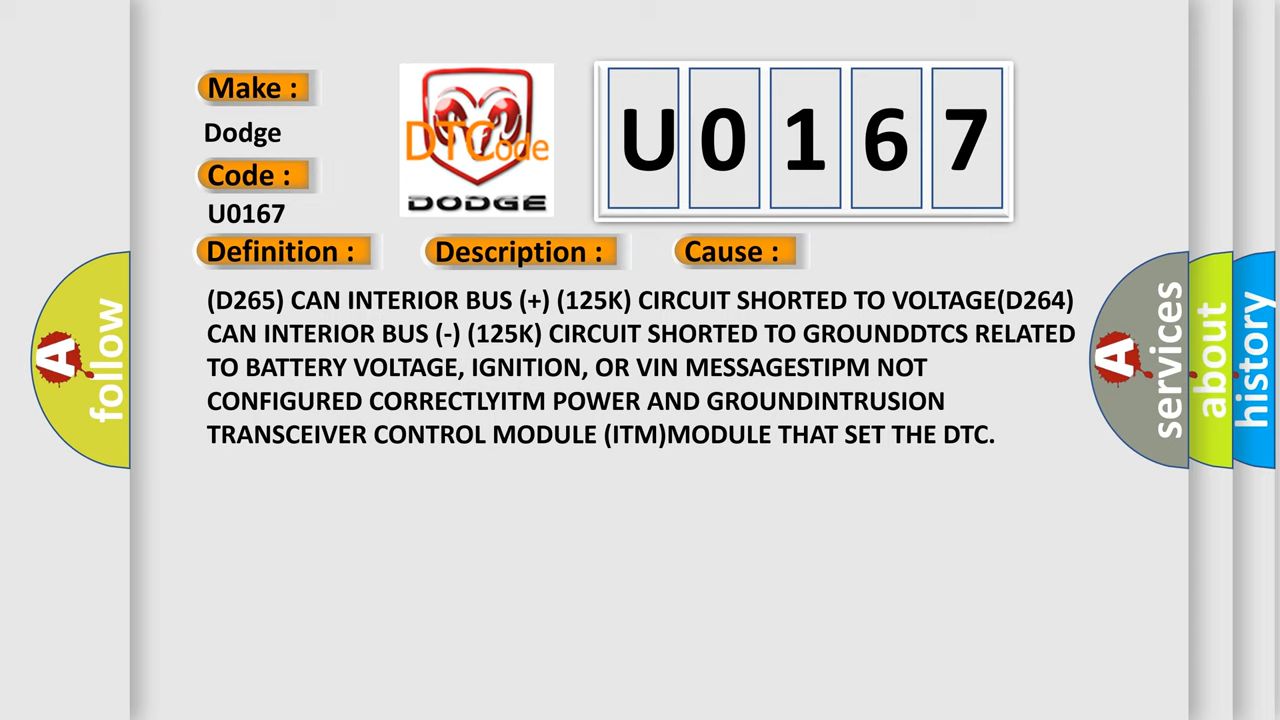 Make :
Dodge
Code :
U0167
DTCode
DODGE
U0167
Definition :
Description :
Cause :
(D265) CAN INTERIOR BUS (+) (125K) CIRCUIT SHORTED TO VOLTAGE(D264)
CAN INTERIOR BUS (-) (125K) CIRCUIT SHORTED TO GROUNDDTCS RELATED
TO BATTERY VOLTAGE, IGNITION, OR VIN MESSAGESTIPM NOT
CONFIGURED CORRECTLYITM POWER AND GROUNDINTRUSION
TRANSCEIVER CONTROL MODULE (ITM)MODULE THAT SET THE DTC.
A
follow
A
services
about
history